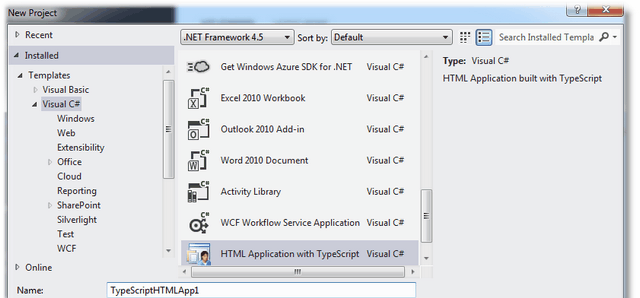 New Project
Recent
.NET Framework 4.5
Sort by:
Default
Search Installed Templa
Installed
Templates
Visual Basic
Visual C#
Windows
Web
Extensibility
Office
Cloud
Reporting
SharePoint
Silverlight
Test
WCF
Online
Get Windows Azure SDK for .NET Visual C#
Excel 2010 Workbook Visual C#
Outlook 2010 Add-in Visual C#
Word 2010 Document Visual C#
Activity Library Visual C#
WCF Workflow Service Application Visual C#
HTML Application with TypeScript Visual C#
Type: Visual C#
HTML Application built with TypeScript
Name: TypeScriptHTMLApp1